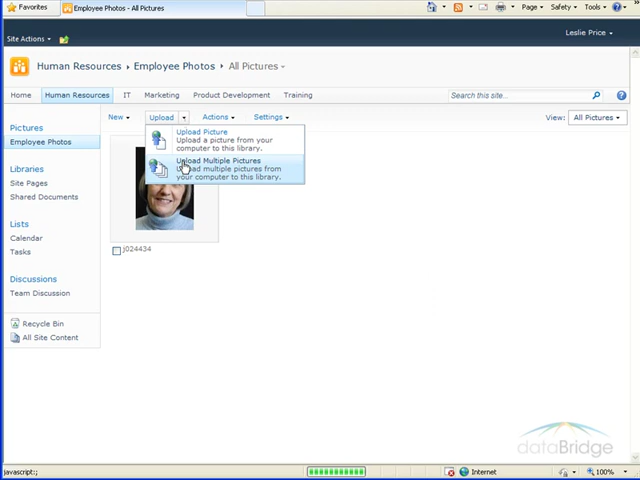 Favorites
Employee Photos - All Pictures
Page
Safety
Tools
Site Actions
Leslie Price
Human Resources
Employee Photos
All Pictures
Home
Human Resources
IT
Marketing
Product Development
Training
Search this site...
Pictures
Employee Photos
Libraries
Site Pages
Shared Documents
Lists
Calendar
Tasks
Discussions
Team Discussion
Recycle Bin
All Site Content
New
Upload
Actions
Settings
View:
All Pictures
Upload Picture
Upload a picture from your
computer to this library.
Upload Multiple Pictures
Upload multiple pictures from
your computer to this library.
j024434
dataBridge
javascript:;
Internet
100%